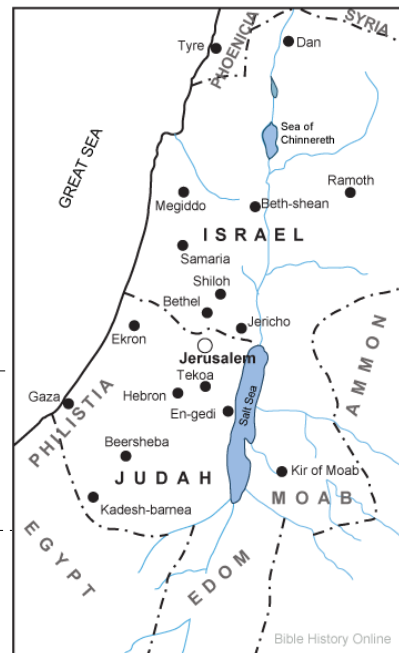 SYRIA
PHOENICIA
Tyre
Dan
Sea of
Chinnereth
GREAT SEA
Ramoth
Megiddo
Beth-shean
ISRAEL
Samaria
Shiloh
Bethel
Jericho
Ekron
Jerusalem
AMMON
Tekoa
Hebron
Gaza
En-gedi
Salt Sea
PHILISTIA
Beersheba
Kir of Moab
JUDAH
MOAB
Kadesh-barnea
EGYPT
EDOM
Bible History Online